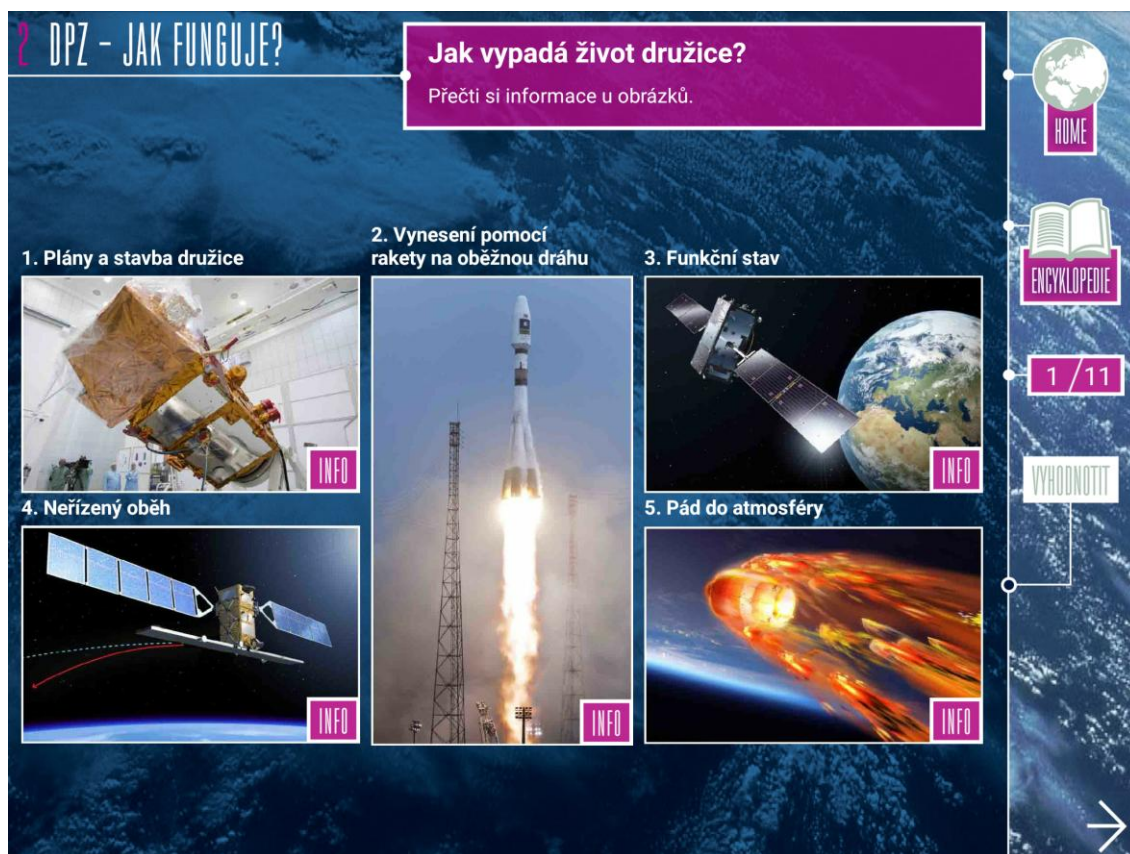 2 DPZ – JAK FUNGUJE?
Jak vypadá život družice?
Přečti si informace u obrázků.
HOME
ENCYKLOPEDIE
1 / 11
VYHODNOTIT
1. Plány a stavba družice
INFO
2. Vynesení pomocí
rakety na oběžnou dráhu
INFO
3. Funkční stav
INFO
4. Neřízený oběh
INFO
5. Pád do atmosféry
INFO